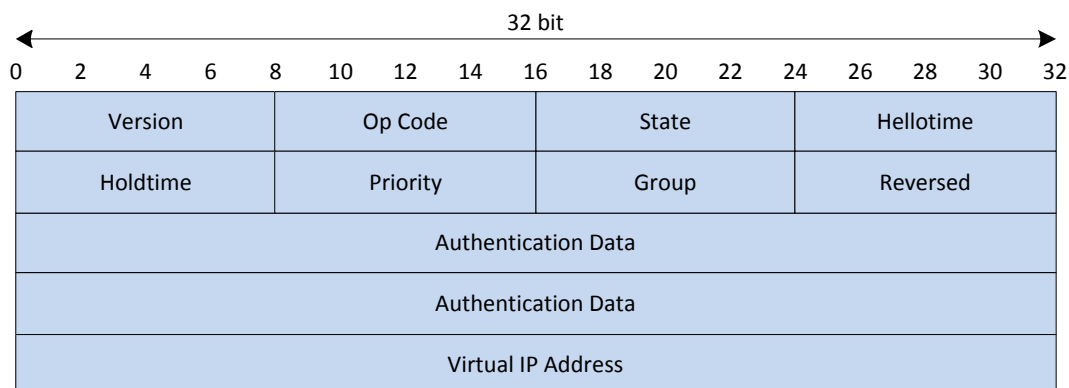 32 bit
0 2 4 6 8 10 12 14 16 18 20 22 24 26 28 30 32
Version Op Code State Hellotime
Holdtime Priority Group Reversed
Authentication Data
Authentication Data
Virtual IP Address